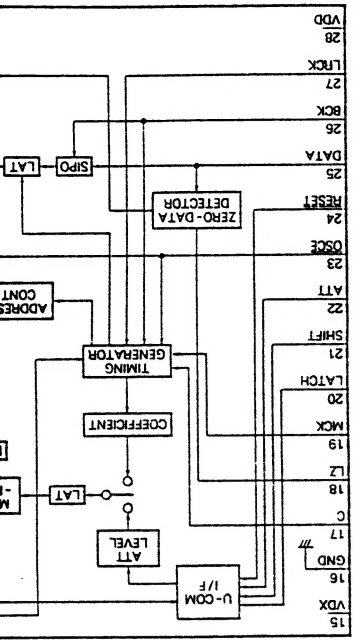 15
VDX
16
GND
U-COM
I/F
17
C
ATT
LEVEL
18
LZ
LAT
19
MCK
COEFFICIENT
20
LATCH
TIMING
GENERATOR
21
SHIFT
22
ATT
CONT
23
OSCE
24
RESET
ZERO-DATA
DETECTOR
25
DATA
SIPO
LAT
26
BCK
27
LRCK
28
VDD